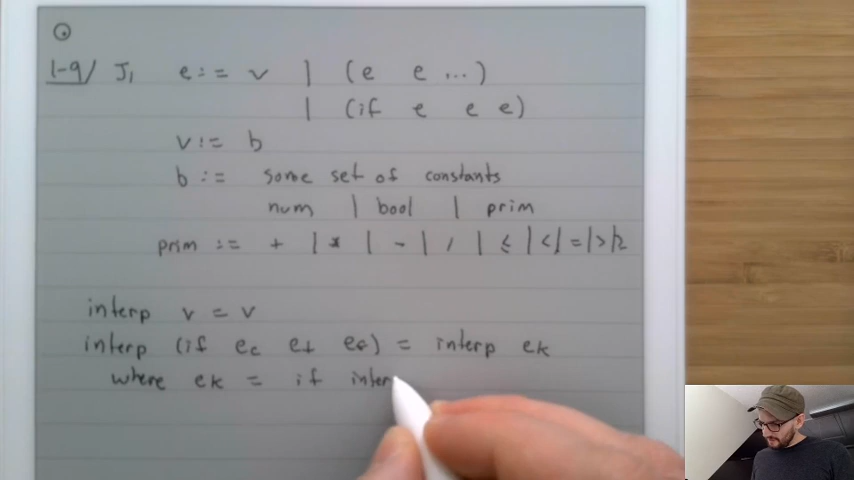 1-9/ J₁ e := v | (e e ...)
| (if e e e)
v := b
b := some set of constants
num | bool | prim
prim := + | * | - | / | ≤ | < | = | > | ≥
interp v = v
interp (if ec et ef) = interp ek
where ek = if inter